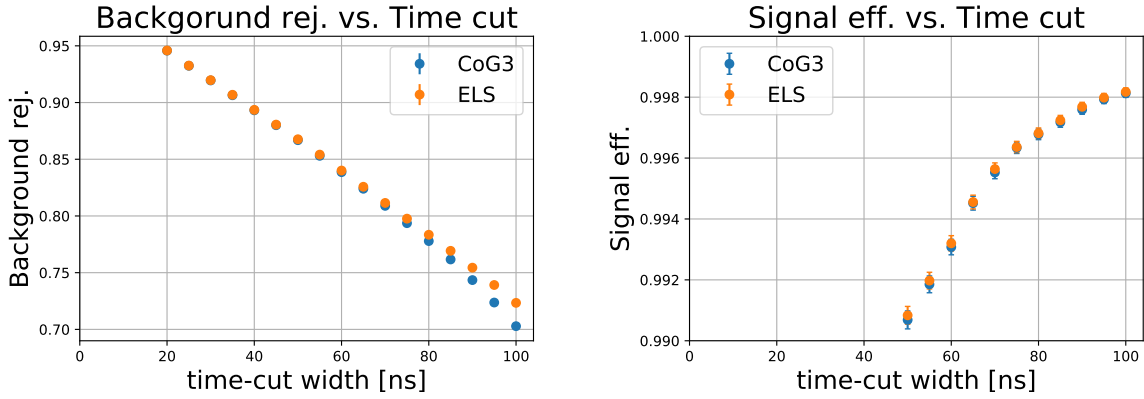 Backgorund rej. vs. Time cut
0.95
0.90
0.85
0.80
0.75
0.70
Background rej.
CoG3
ELS
0 20 40 60 80 100
time-cut width [ns]
Signal eff. vs. Time cut
1.000
0.998
0.996
0.994
0.992
0.990
Signal eff.
CoG3
ELS
0 20 40 60 80 100
time-cut width [ns]